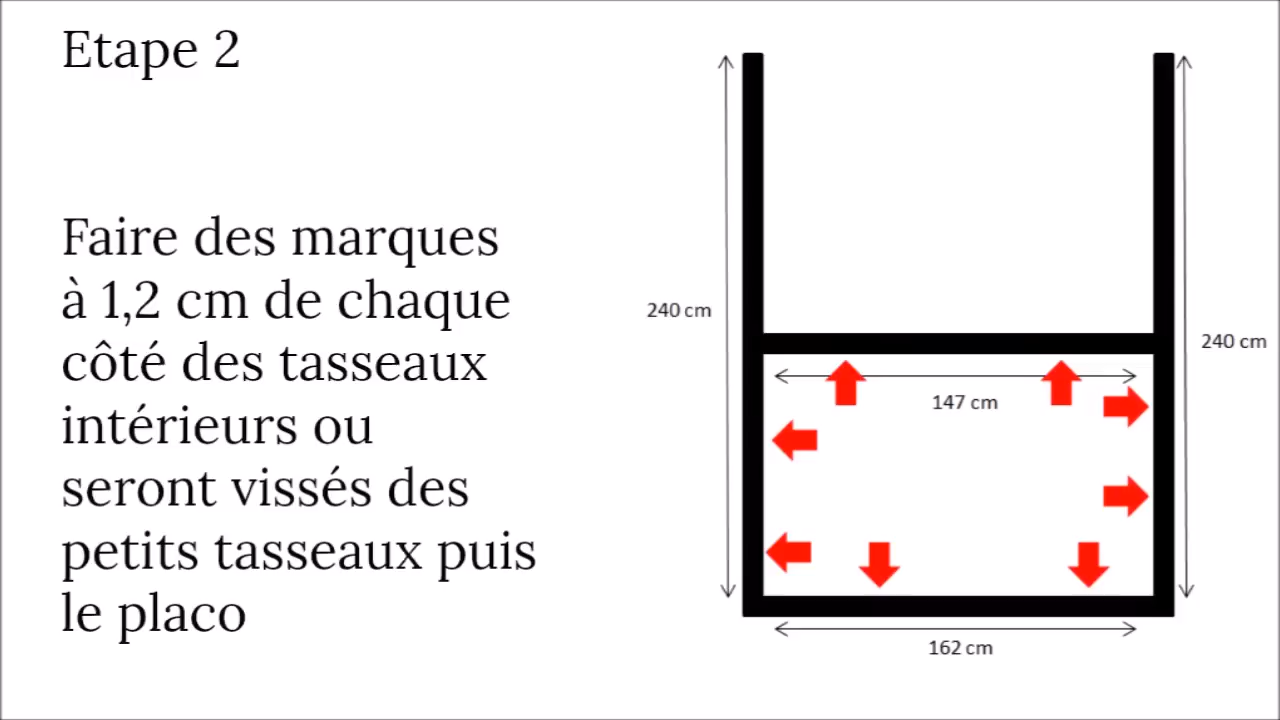 Etape 2
Faire des marques
à 1,2 cm de chaque
côté des tasseaux
intérieurs ou
seront vissés des
petits tasseaux puis
le placo
240 cm
240 cm
147 cm
162 cm